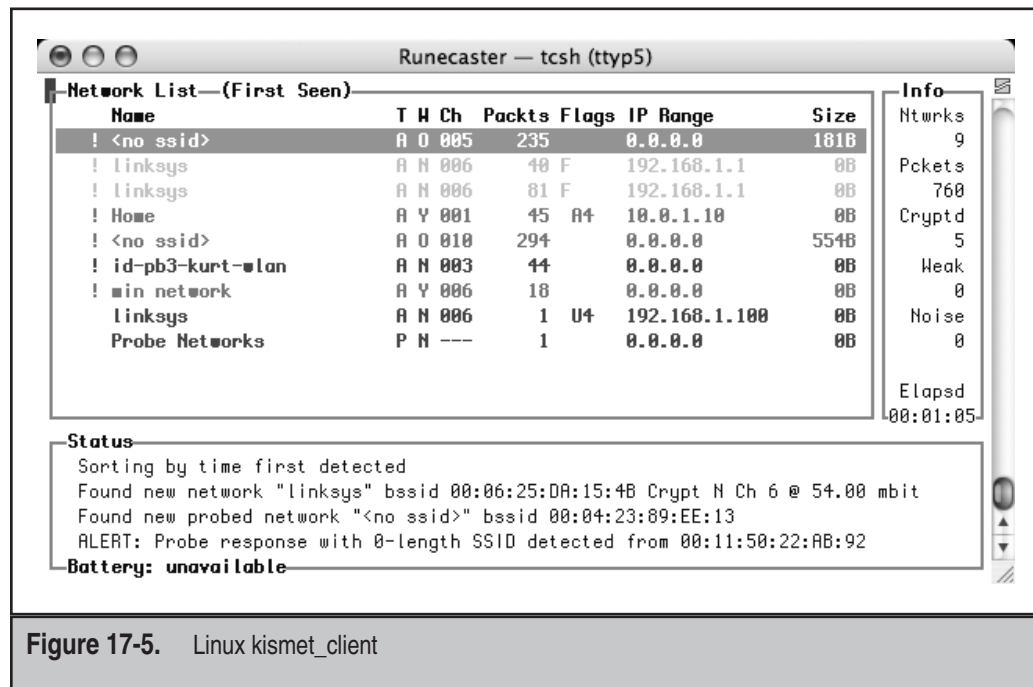 Runecaster — tcsh (ttyp5)
Network List—(First Seen)
Name T W Ch Packts Flags IP Range Size
! <no ssid> A O 005 235 0.0.0.0 181B
! linksys A N 006 40 F 192.168.1.1 0B
! linksys A N 006 81 F 192.168.1.1 0B
! Home A Y 001 45 A4 10.0.1.10 0B
! <no ssid> A O 010 294 0.0.0.0 554B
! id-pb3-kurt-wlan A N 003 44 0.0.0.0 0B
! min network A Y 006 18 0.0.0.0 0B
linksys A N 006 1 U4 192.168.1.100 0B
Probe Networks P N --- 1 0.0.0.0 0B
Info
Ntwrks
9
Pckets
760
Cryptd
5
Weak
0
Noise
0
Elapsd
00:01:05
Status
Sorting by time first detected
Found new network "linksys" bssid 00:06:25:DA:15:4B Crypt N Ch 6 @ 54.00 mbit
Found new probed network "<no ssid>" bssid 00:04:23:89:EE:13
ALERT: Probe response with 0-length SSID detected from 00:11:50:22:AB:92
Battery: unavailable
Figure 17-5. Linux kismet_client